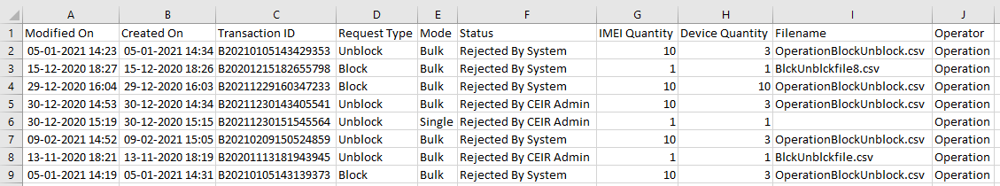 A B C D E F G H I J
1 Modified On Created On Transaction ID Request Type Mode Status IMEI Quantity Device Quantity Filename Operator
2 05-01-2021 14:23 05-01-2021 14:34 B20210105143429353 Unblock Bulk Rejected By System 10 3 OperationBlockUnblock.csv Operation
3 15-12-2020 18:27 15-12-2020 18:26 B20201215182655798 Block Bulk Rejected By System 1 1 BlckUnblckfile8.csv Operation
4 29-12-2020 16:04 29-12-2020 16:03 B20211229160347233 Block Bulk Rejected By System 10 10 OperationBlockUnblock.csv Operation
5 30-12-2020 14:53 30-12-2020 14:34 B20211230143405541 Unblock Bulk Rejected By CEIR Admin 10 3 OperationBlockUnblock.csv Operation
6 30-12-2020 15:19 30-12-2020 15:15 B20211230151545564 Unblock Single Rejected By CEIR Admin 1 1 Operation
7 09-02-2021 14:52 09-02-2021 15:05 B20210209150524859 Unblock Bulk Rejected By System 10 3 OperationBlockUnblock.csv Operation
8 13-11-2020 18:21 13-11-2020 18:19 B20201113181943945 Unblock Bulk Rejected By CEIR Admin 1 1 BlckUnblckfile.csv Operation
9 05-01-2021 14:19 05-01-2021 14:31 B20210105143139373 Block Bulk Rejected By System 10 3 OperationBlockUnblock.csv Operation